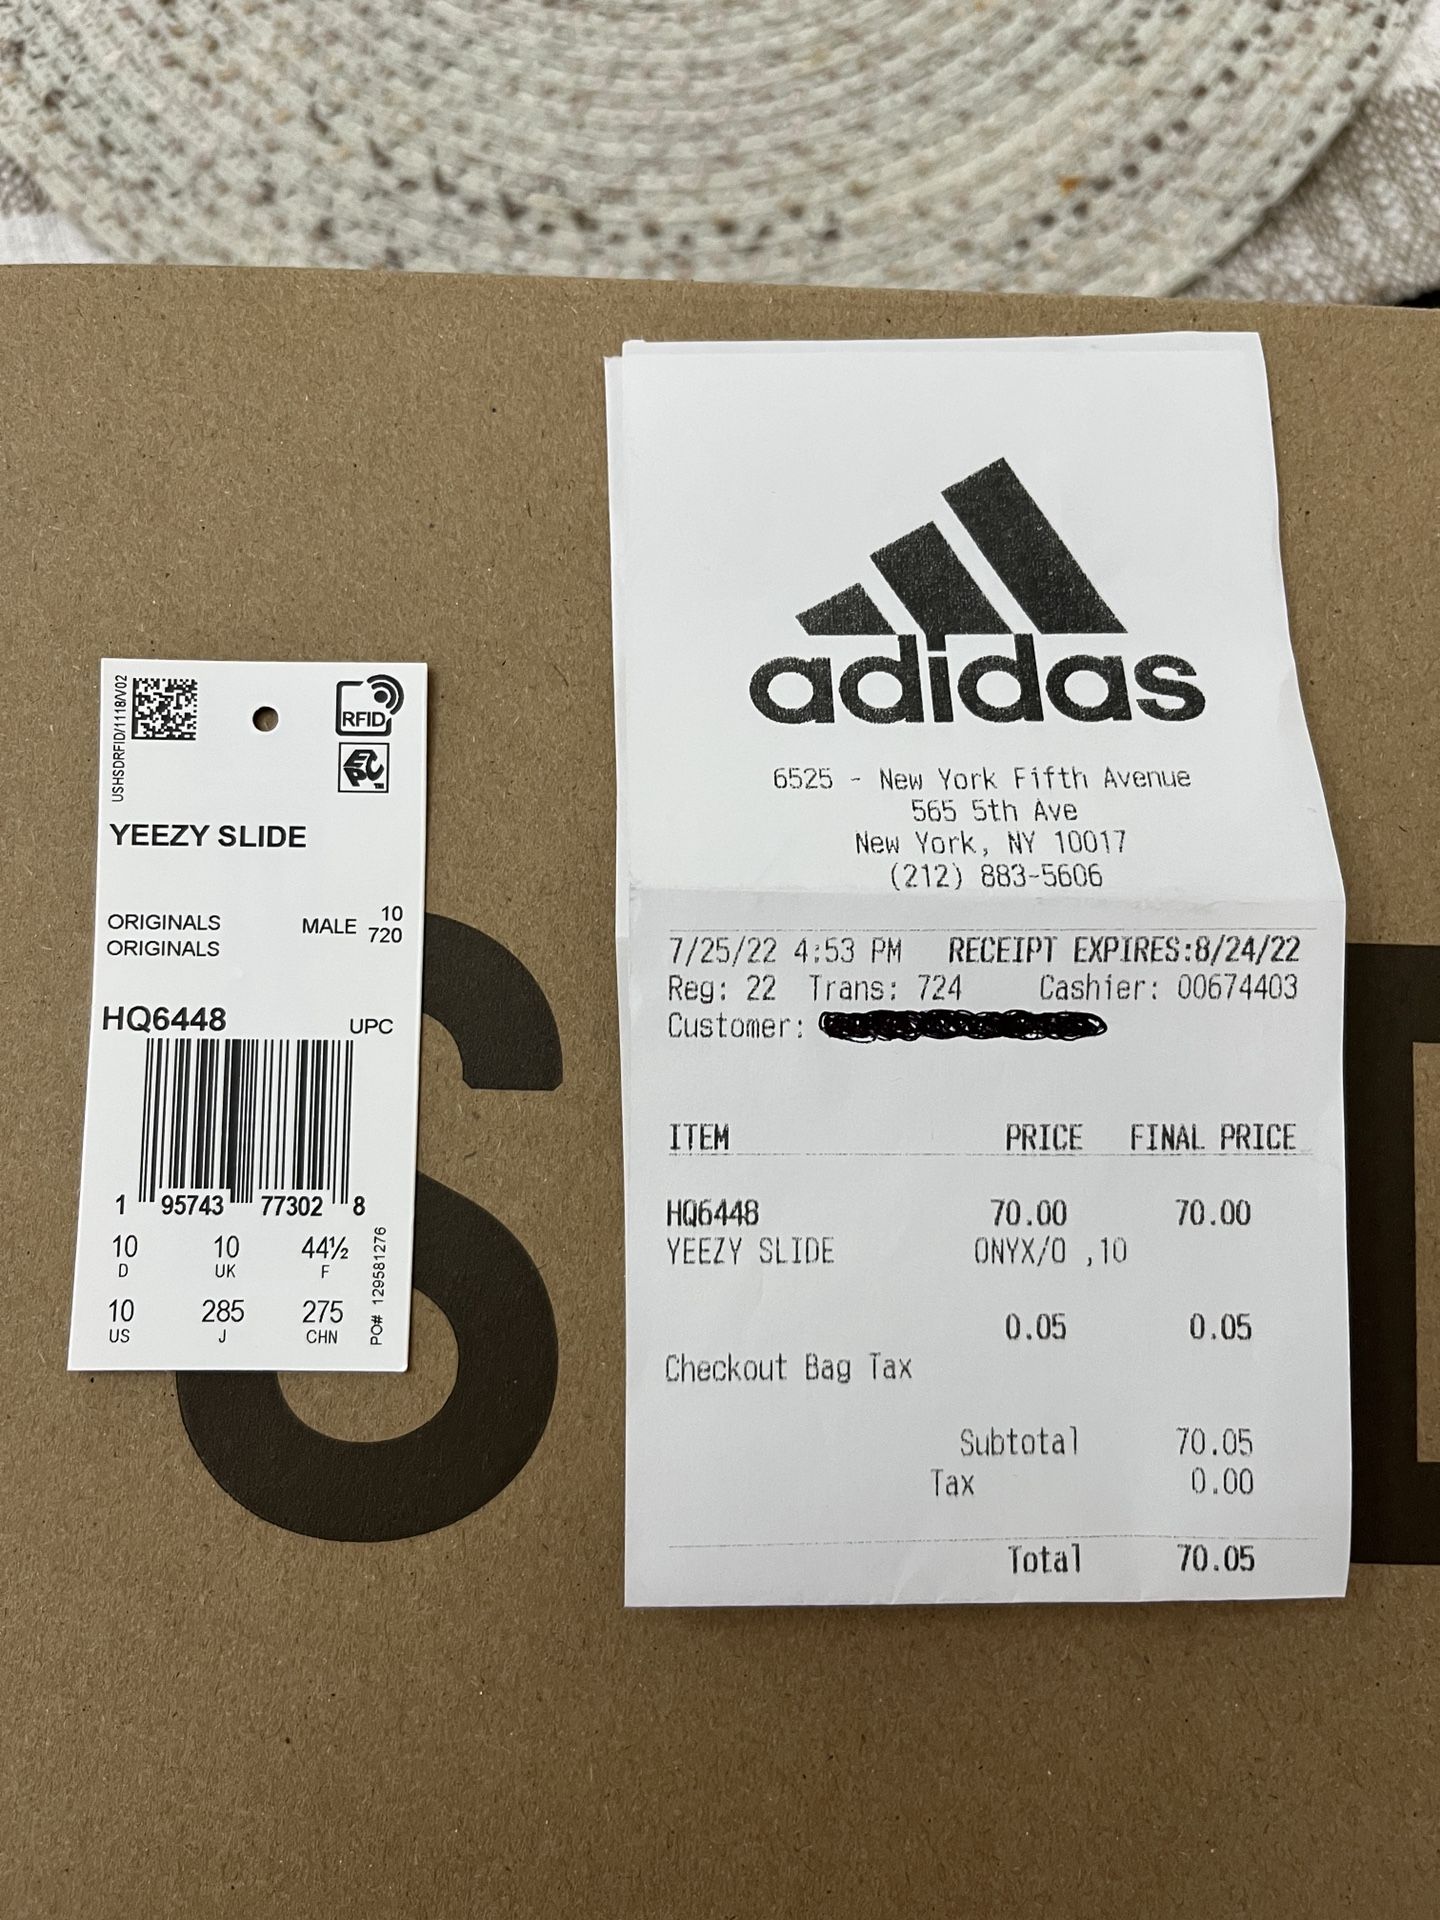 USHSDRFID/1118/V02
RFID
EPC™
YEEZY SLIDE
ORIGINALS MALE 10
ORIGINALS 720
HQ6448 UPC
1 95743 77302 8
10 10 44½
D UK F
10 285 275
US J CHN
PO# 129581276
adidas
6525 - New York Fifth Avenue
565 5th Ave
New York, NY 10017
(212) 883-5606
7/25/22 4:53 PM RECEIPT EXPIRES:8/24/22
Reg: 22 Trans: 724 Cashier: 00674403
Customer:
ITEM PRICE FINAL PRICE
HQ6448 70.00 70.00
YEEZY SLIDE ONYX/O ,10
0.05 0.05
Checkout Bag Tax
Subtotal 70.05
Tax 0.00
Total 70.05